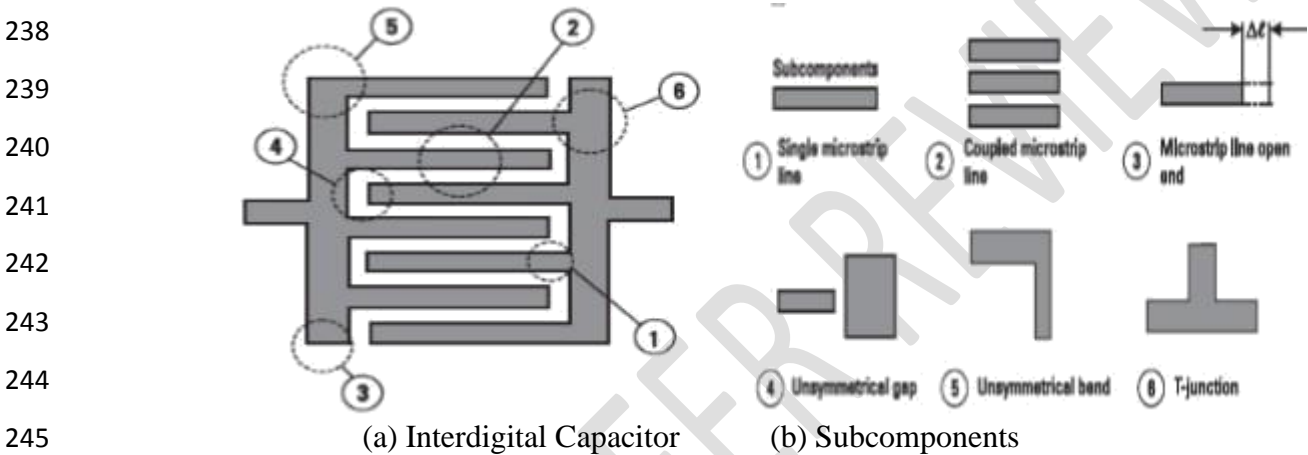 238
239
240
241
242
243
244
245
5
2
6
4
3
1
Subcomponents
Δℓ
1 Single microstrip line
2 Coupled microstrip line
3 Microstrip line open end
4 Unsymmetrical gap
5 Unsymmetrical bend
6 T-junction
(a) Interdigital Capacitor
(b) Subcomponents
ER REVIEW